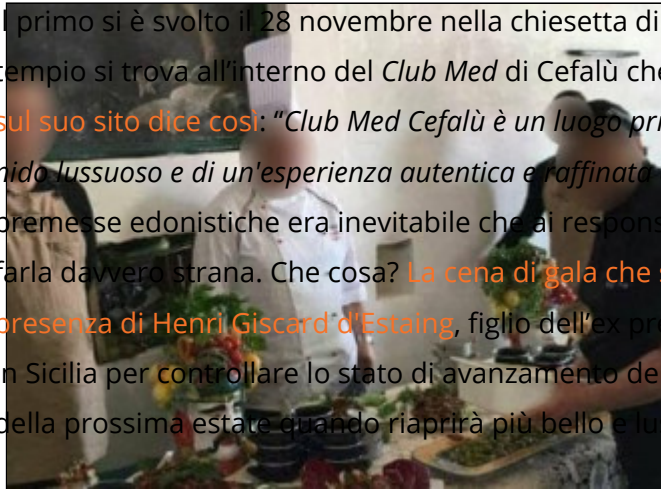 l primo si è svolto il 28 novembre nella chiesetta di
tempio si trova all'interno del Club Med di Cefalù che
sul suo sito dice così: "Club Med Cefalù è un luogo pri
nido lussuoso e di un'esperienza autentica e raffinata
premesse edonistiche era inevitabile che ai respons
farla davvero strana. Che cosa? La cena di gala che s
presenza di Henri Giscard d'Estaing, figlio dell'ex pre
n Sicilia per controllare lo stato di avanzamento de
della prossima estate quando riaprirà più bello e lu